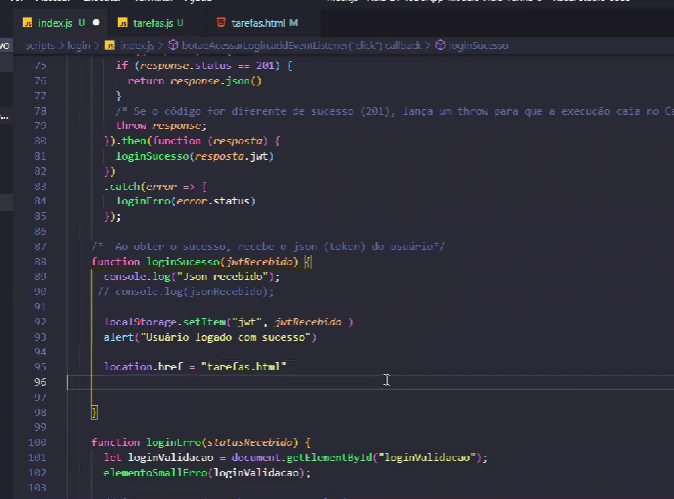 index.js U
tarefas.js U
tarefas.html M
scripts > login > index.js > botaoAcessarLogin.addEventListener("click") callback > loginSucesso
75 if (response.status == 201) {
76 return response.json()
77 }
78 /* Se o código for diferente de sucesso (201), lança um throw para que a execução caia no Ca
79 throw response;
80 }).then(function (resposta) {
81 loginSucesso(resposta.jwt)
82 })
83 .catch(error => {
84 loginErro(error.status)
85 });
86
87 /* Ao obter o sucesso, recebe o json (token) do usuário*/
88 function loginSucesso(jwtRecebido) {
89 console.log("Json recebido");
90 // console.log(jsonRecebido);
91
92 localStorage.setItem("jwt", jwtRecebido )
93 alert("Usuário logado com sucesso")
94
95 location.href = "tarefas.html"
96
97
98 }
99
100 function loginErro(statusRecebido) {
101 let loginValidacao = document.getElementById("loginValidacao");
102 elementoSmallErro(loginValidacao);
103